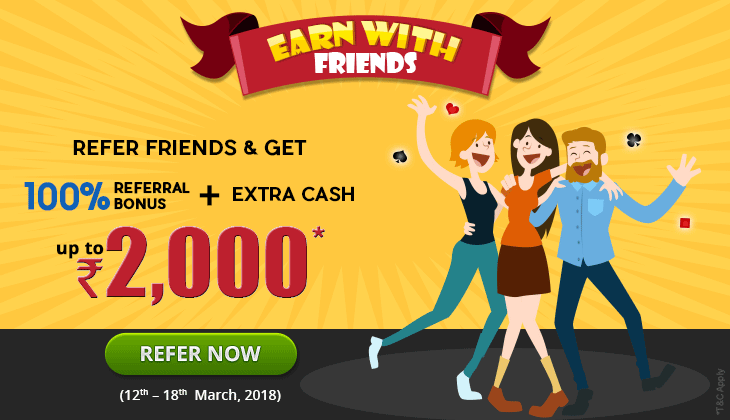 EARN WITH
FRIENDS
REFER FRIENDS & GET
100% REFERRAL BONUS + EXTRA CASH
up to ₹2,000*
REFER NOW
(12th – 18th March, 2018)
*T&C Apply